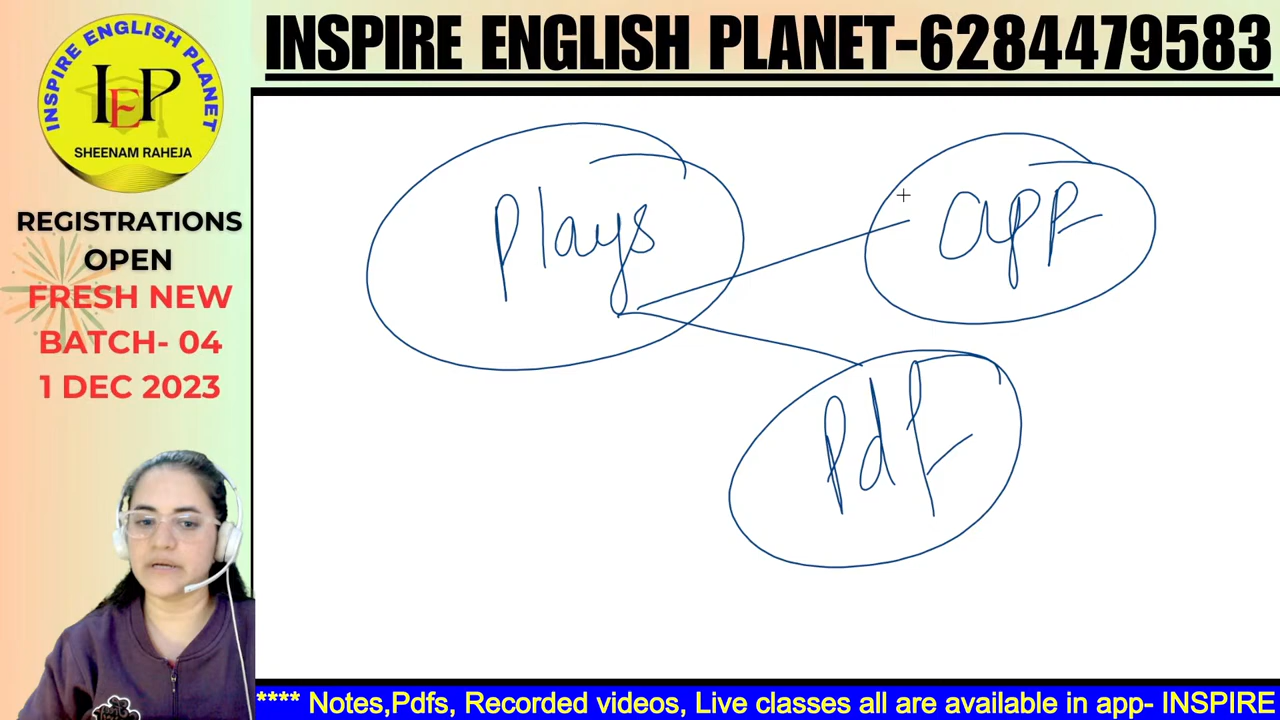 INSPIRE ENGLISH PLANET
IEP
SHEENAM RAHEJA
REGISTRATIONS
OPEN
FRESH NEW
BATCH- 04
1 DEC 2023
INSPIRE ENGLISH PLANET-6284479583
Plays
app
Pdf
**** Notes,Pdfs, Recorded videos, Live classes all are available in app- INSPIRE